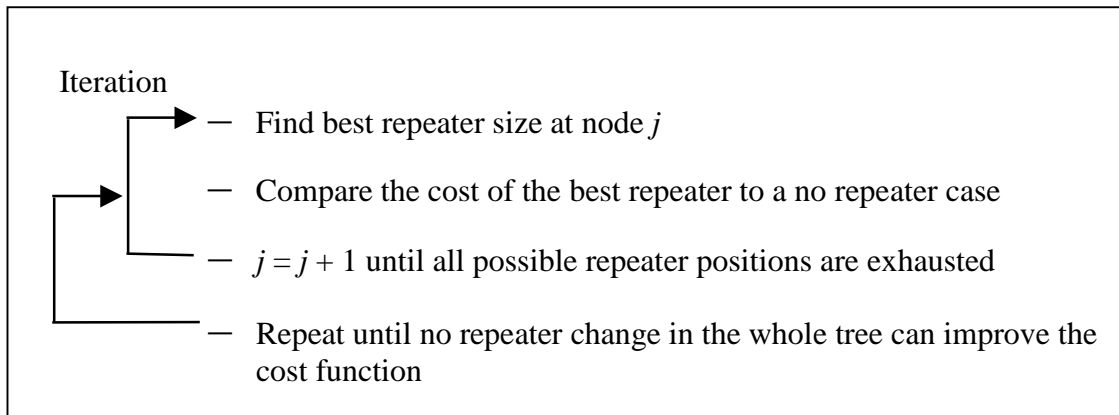 Iteration
— Find best repeater size at node j
— Compare the cost of the best repeater to a no repeater case
— j = j + 1 until all possible repeater positions are exhausted
— Repeat until no repeater change in the whole tree can improve the
cost function